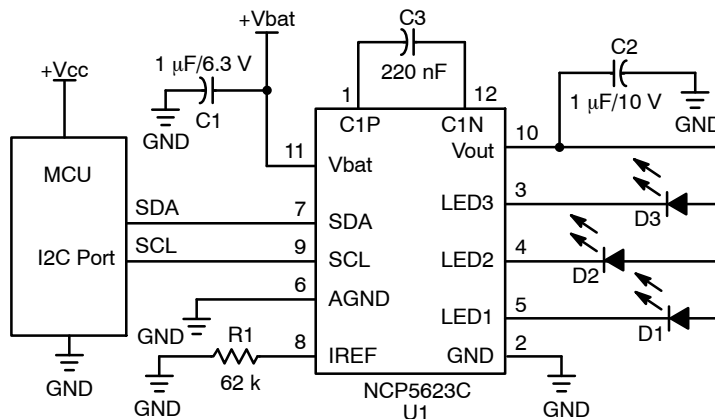 +Vbat
C3
220 nF
C2
1 μF/10 V
GND
+Vcc
1 μF/6.3 V
C1
GND
1
12
C1P
C1N
10
Vout
11
Vbat
MCU
I2C Port
SDA
7
SDA
SCL
9
SCL
3
LED3
D3
4
LED2
D2
6
AGND
GND
5
LED1
D1
R1
62 k
8
IREF
2
GND
GND
GND
GND
NCP5623C
U1